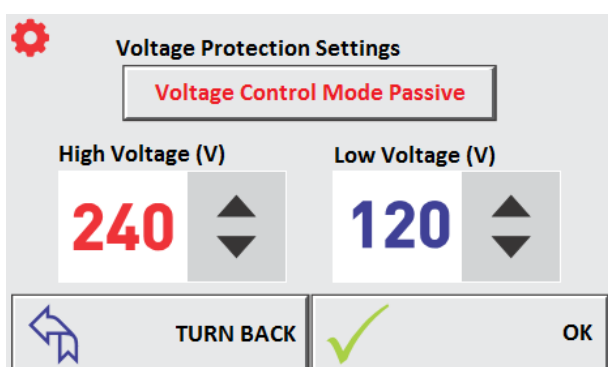 Voltage Protection Settings
Voltage Control Mode Passive
High Voltage (V) Low Voltage (V)
240 120
TURN BACK OK